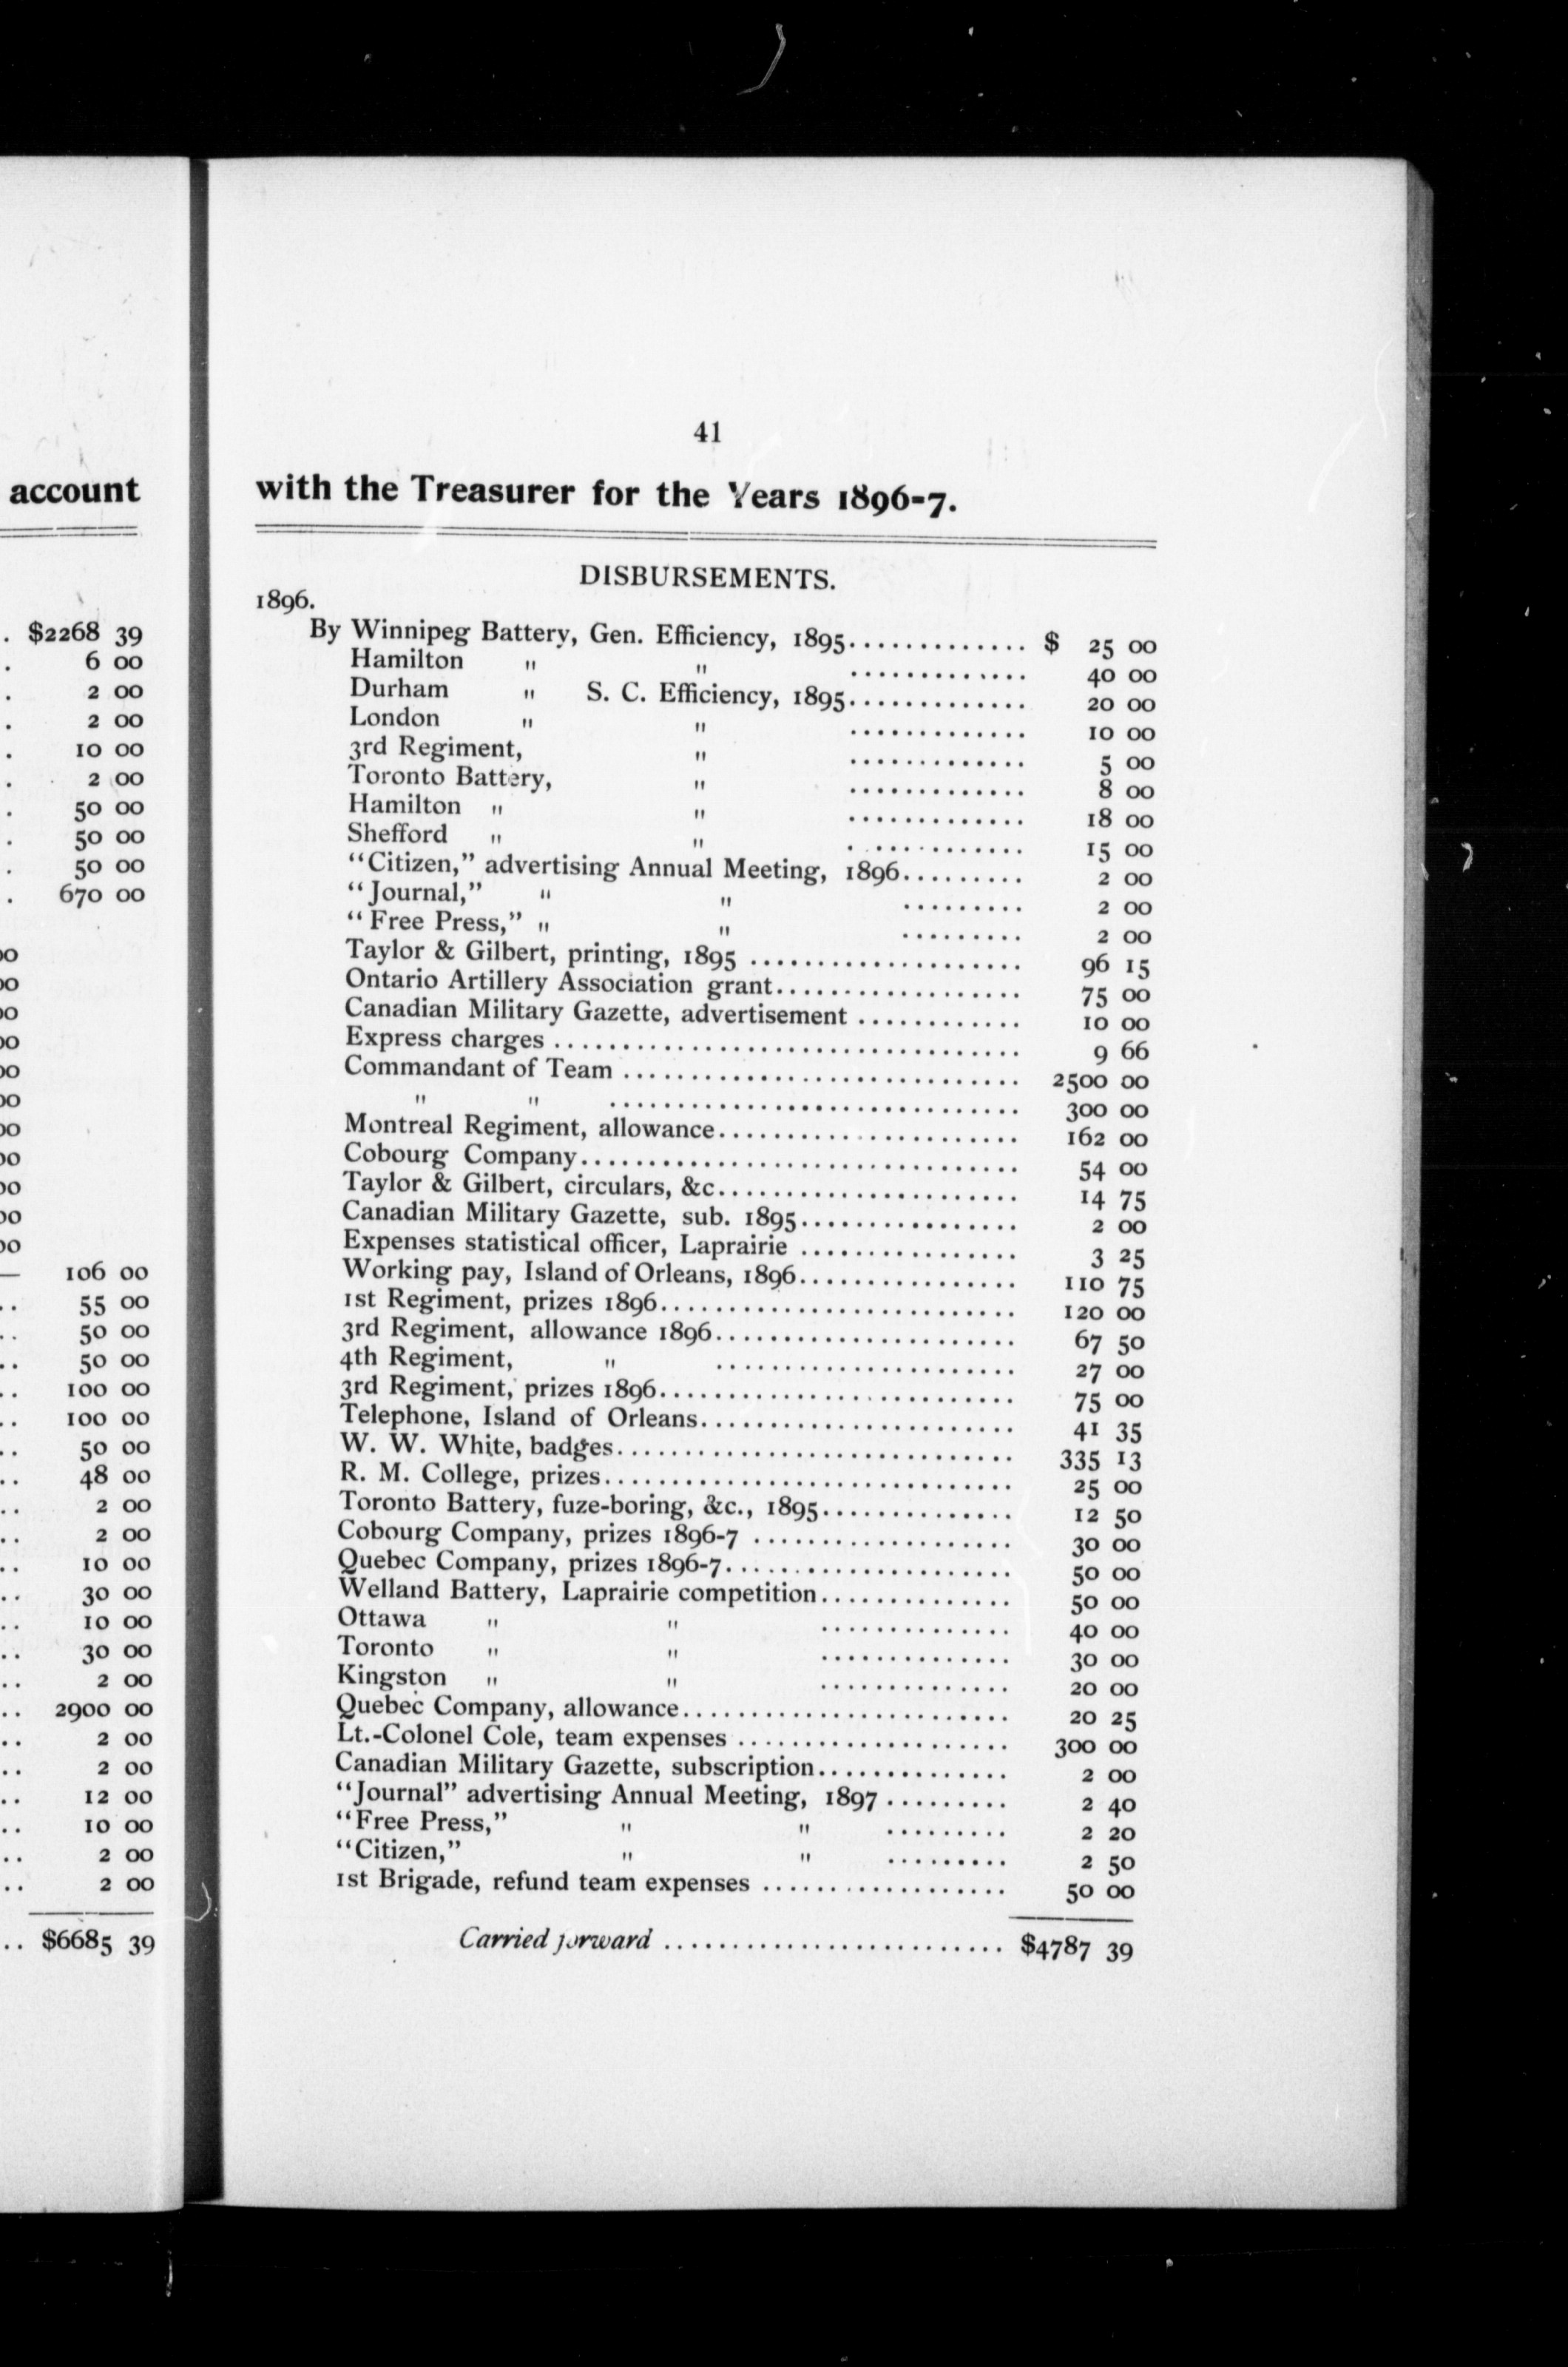 account
. $2268 39
. 6 00
. 2 00
. 2 00
. 10 00
. 2 00
. 50 00
. 50 00
. 50 00
. 670 00
00
00
00
00
00
00
00
00
00
00
00
— 106 00
.. 55 00
.. 50 00
.. 50 00
.. 100 00
.. 100 00
.. 50 00
.. 48 00
.. 2 00
.. 2 00
.. 10 00
.. 30 00
.. 10 00
.. 30 00
.. 2 00
.. 2900 00
.. 2 00
.. 2 00
.. 12 00
.. 10 00
.. 2 00
.. 2 00
.. $6685 39
41
with the Treasurer for the Years 1896-7.
DISBURSEMENTS.
1896.
By Winnipeg Battery, Gen. Efficiency, 1895............. $ 25 00
Hamilton " " ............. 40 00
Durham " S. C. Efficiency, 1895............. 20 00
London " " ............. 10 00
3rd Regiment, " ............. 5 00
Toronto Battery, " ............. 8 00
Hamilton " " ............. 18 00
Shefford " " ............. 15 00
“Citizen,” advertising Annual Meeting, 1896......... 2 00
“Journal,” " " ......... 2 00
“Free Press,” " " ......... 2 00
Taylor & Gilbert, printing, 1895 .................... 96 15
Ontario Artillery Association grant.................. 75 00
Canadian Military Gazette, advertisement ............ 10 00
Express charges ................................... 9 66
Commandant of Team .............................. 2500 00
" " ............................... 300 00
Montreal Regiment, allowance...................... 162 00
Cobourg Company................................. 54 00
Taylor & Gilbert, circulars, &c...................... 14 75
Canadian Military Gazette, sub. 1895................ 2 00
Expenses statistical officer, Laprairie ................ 3 25
Working pay, Island of Orleans, 1896................ 110 75
1st Regiment, prizes 1896.......................... 120 00
3rd Regiment, allowance 1896...................... 67 50
4th Regiment, " ...................... 27 00
3rd Regiment, prizes 1896.......................... 75 00
Telephone, Island of Orleans....................... 41 35
W. W. White, badges............................. 335 13
R. M. College, prizes.............................. 25 00
Toronto Battery, fuze-boring, &c., 1895.............. 12 50
Cobourg Company, prizes 1896-7 ................... 30 00
Quebec Company, prizes 1896-7..................... 50 00
Welland Battery, Laprairie competition.............. 50 00
Ottawa " " .............. 40 00
Toronto " " .............. 30 00
Kingston " " .............. 20 00
Quebec Company, allowance........................ 20 25
Lt.-Colonel Cole, team expenses .................... 300 00
Canadian Military Gazette, subscription.............. 2 00
“Journal” advertising Annual Meeting, 1897 ......... 2 40
“Free Press,” " " ......... 2 20
“Citizen,” " " ......... 2 50
1st Brigade, refund team expenses .................. 50 00
Carried forward ......................... $4787 39